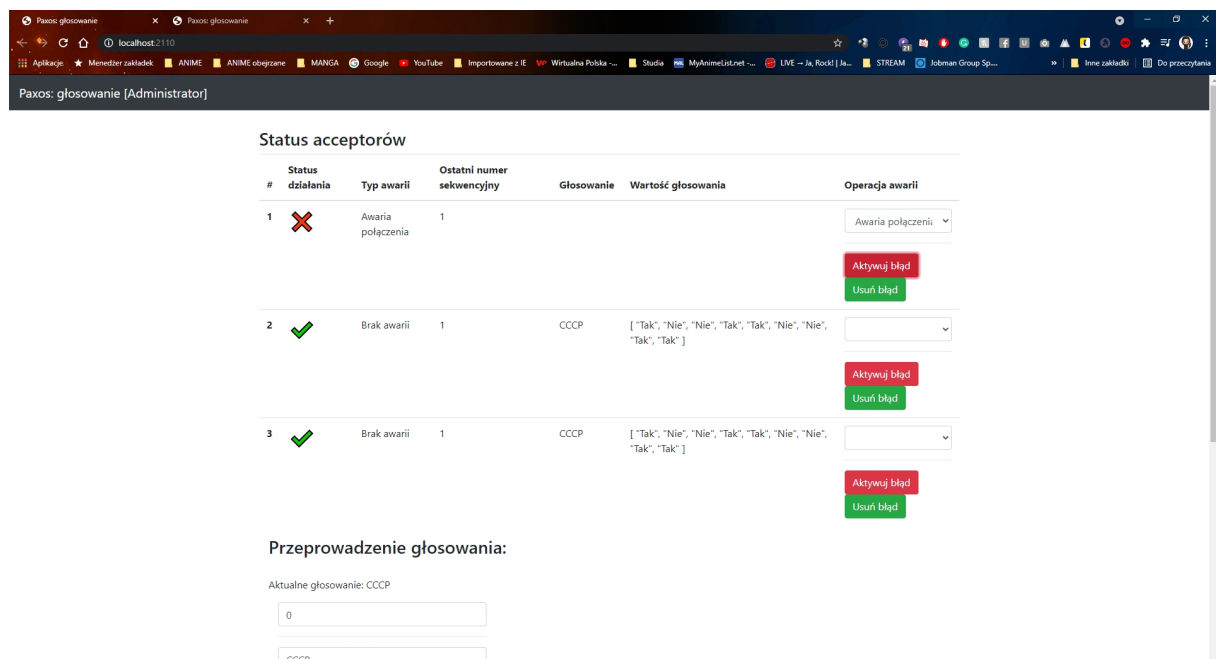 Paxos: głosowanie
Paxos: głosowanie
localhost:2110
Aplikacje Menedżer zakładek ANIME ANIME obejrzane MANGA Google YouTube Importowane z IE Wirtualna Polska -... Studia MyAnimeList.net -... LIVE → Ja, Rock! | Ja... STREAM Jobman Group Sp... » Inne zakładki Do przeczytania
Paxos: głosowanie [Administrator]
Status acceptorów
# Status działania Typ awarii Ostatni numer sekwencyjny Głosowanie Wartość głosowania Operacja awarii
1 Awaria połączenia 1 Awaria połączenia
Aktywuj błąd
Usuń błąd
2 Brak awarii 1 CCCP [ "Tak", "Nie", "Nie", "Tak", "Tak", "Nie", "Nie",
"Tak", "Tak" ]
Aktywuj błąd
Usuń błąd
3 Brak awarii 1 CCCP [ "Tak", "Nie", "Nie", "Tak", "Tak", "Nie", "Nie",
"Tak", "Tak" ]
Aktywuj błąd
Usuń błąd
Przeprowadzenie głosowania:
Aktualne głosowanie: CCCP
0
CCCP